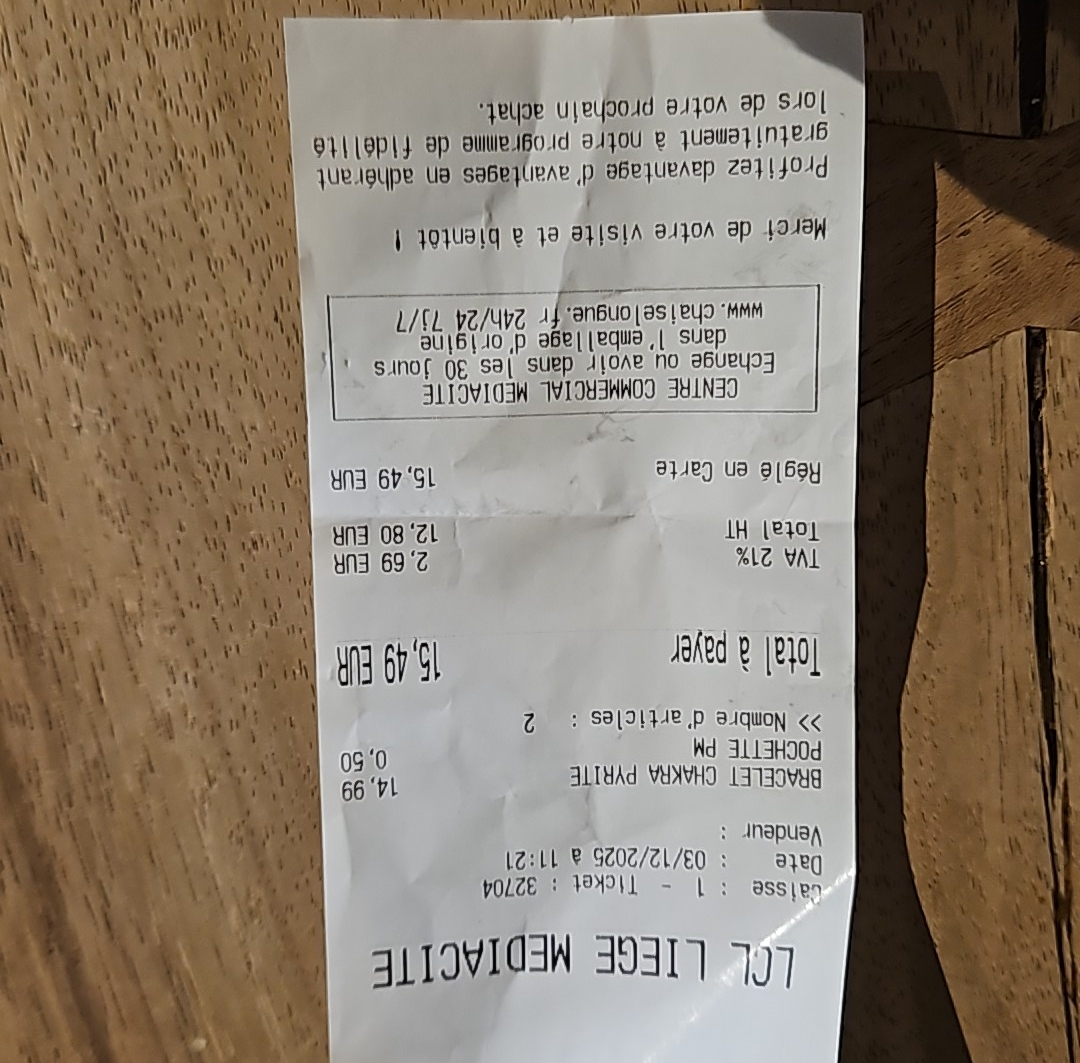 LCL LIEGE MEDIACITE
Caisse : 1 - Ticket : 32704
Date : 03/12/2025 à 11:21
Vendeur :
BRACELET CHAKRA PYRITE 14,99
POCHETTE PM 0,50
>> Nombre d'articles : 2
Total à payer 15,49 EUR
TVA 21% 2,69 EUR
Total HT 12,80 EUR
Réglé en Carte 15,49 EUR
CENTRE COMMERCIAL MEDIACITE
Echange ou avoir dans les 30 jours
dans l'emballage d'origine
www.chaiselongue.fr 24h/24 7j/7
Merci de votre visite et à bientôt !
Profitez davantage d'avantages en adhérant
gratuitement à notre programme de fidélité
lors de votre prochain achat.